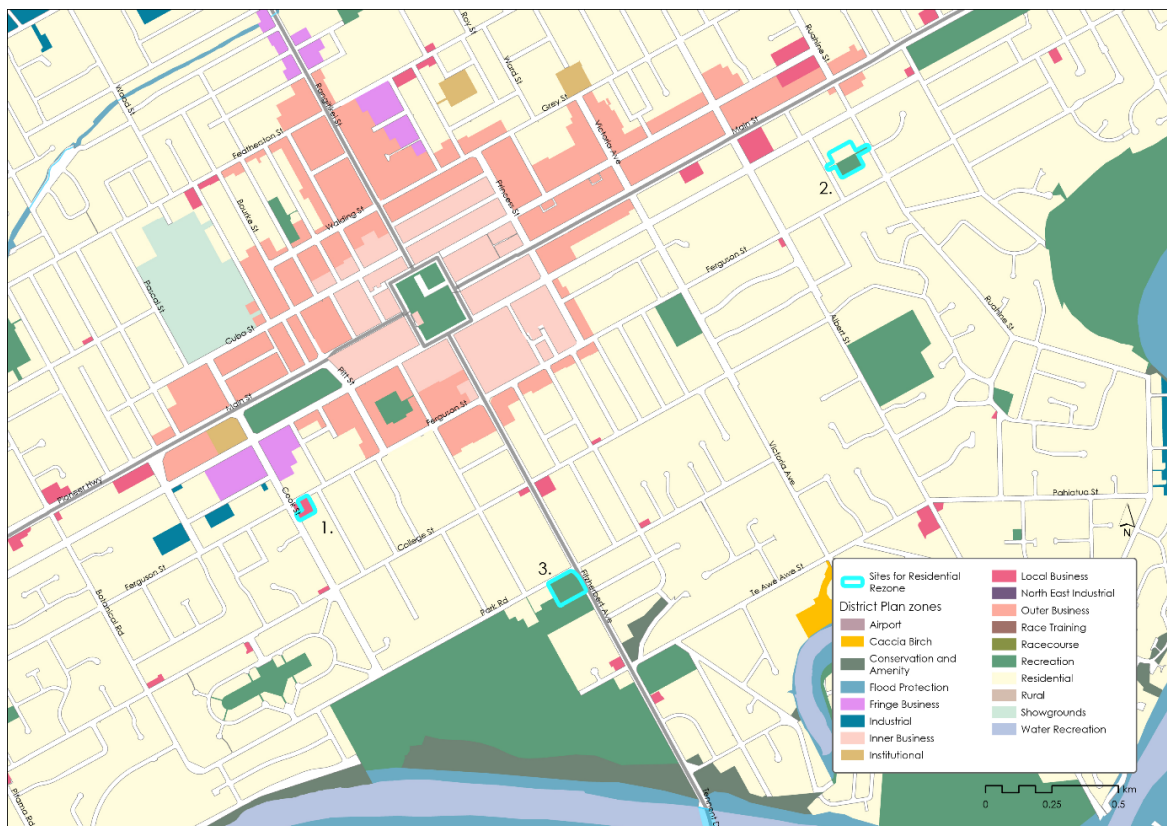 Roy St
Ruahine St
Wood St
Ward St
Rangitikei St
Grey St
Main St
Victoria Ave
Featherston St
2.
Princess St
Bourke St
Walding St
Ferguson St
Pascal St
Ruahine St
Cuba St
Albert St
Pitt St
Main St
Ferguson St
Victoria Ave
Pioneer Hwy
Pahiatua St
Cook St
1.
N
College St
3.
Ferguson St
Fitzherbert Ave
Te Awe Awe St
Park Rd
Botanical Rd
Pitama Rd
Sites for Residential
Rezone
District Plan zones
Airport
Caccia Birch
Conservation and
Amenity
Flood Protection
Fringe Business
Industrial
Inner Business
Institutional
Local Business
North East Industrial
Outer Business
Race Training
Racecourse
Recreation
Residential
Rural
Showgrounds
Water Recreation
km
0 0.25 0.5